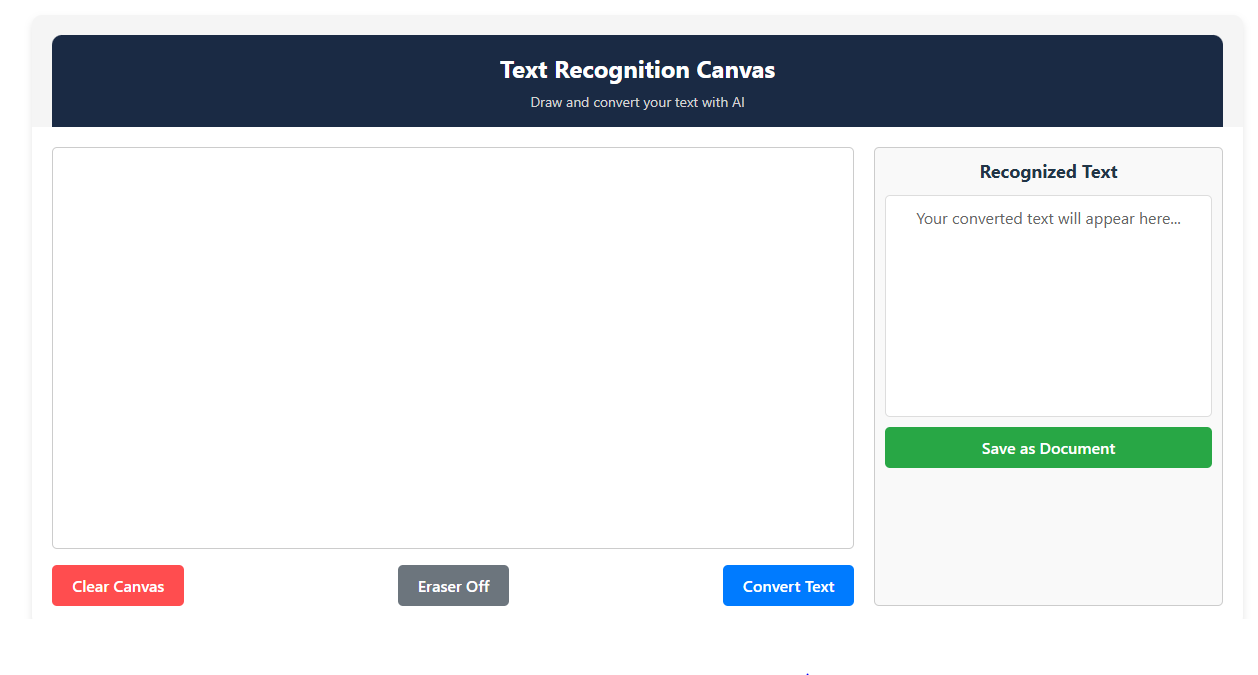 Text Recognition Canvas
Draw and convert your text with AI
Recognized Text
Your converted text will appear here...
Save as Document
Clear Canvas
Eraser Off
Convert Text